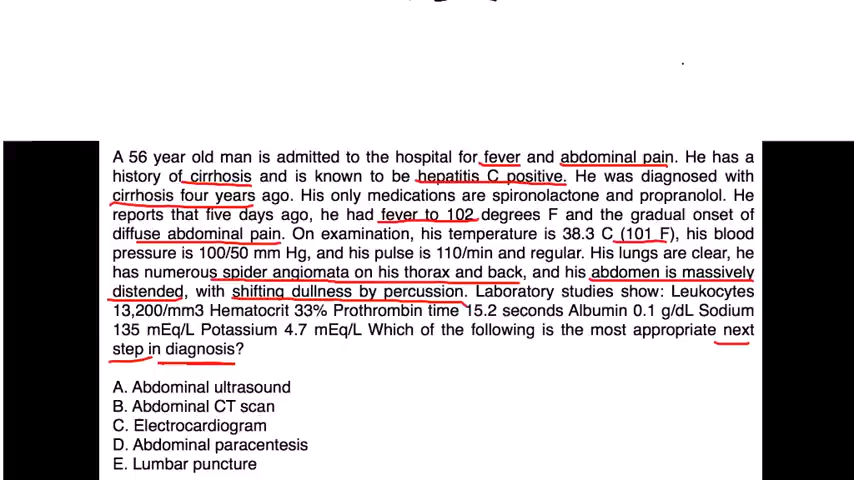 A 56 year old man is admitted to the hospital for fever and abdominal pain. He has a
history of cirrhosis and is known to be hepatitis C positive. He was diagnosed with
cirrhosis four years ago. His only medications are spironolactone and propranolol. He
reports that five days ago, he had fever to 102 degrees F and the gradual onset of
diffuse abdominal pain. On examination, his temperature is 38.3 C (101 F), his blood
pressure is 100/50 mm Hg, and his pulse is 110/min and regular. His lungs are clear, he
has numerous spider angiomata on his thorax and back, and his abdomen is massively
distended, with shifting dullness by percussion. Laboratory studies show: Leukocytes
13,200/mm3 Hematocrit 33% Prothrombin time 15.2 seconds Albumin 0.1 g/dL Sodium
135 mEq/L Potassium 4.7 mEq/L Which of the following is the most appropriate next
step in diagnosis?
A. Abdominal ultrasound
B. Abdominal CT scan
C. Electrocardiogram
D. Abdominal paracentesis
E. Lumbar puncture